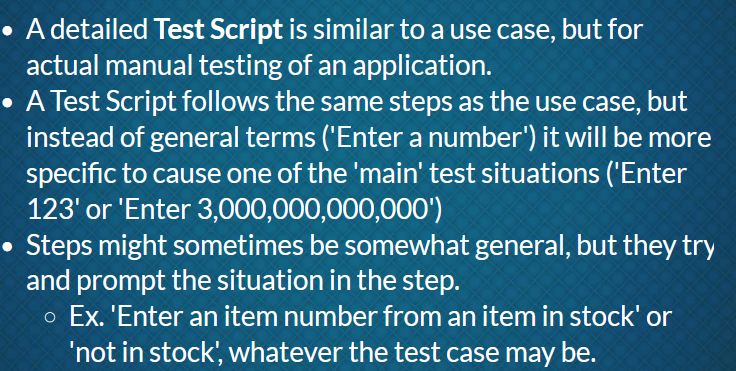 • A detailed Test Script is similar to a use case, but for
actual manual testing of an application.
• A Test Script follows the same steps as the use case, but
instead of general terms ('Enter a number') it will be more
specific to cause one of the 'main' test situations ('Enter
123' or 'Enter 3,000,000,000,000')
• Steps might sometimes be somewhat general, but they try
and prompt the situation in the step.
○ Ex. 'Enter an item number from an item in stock' or
'not in stock', whatever the test case may be.